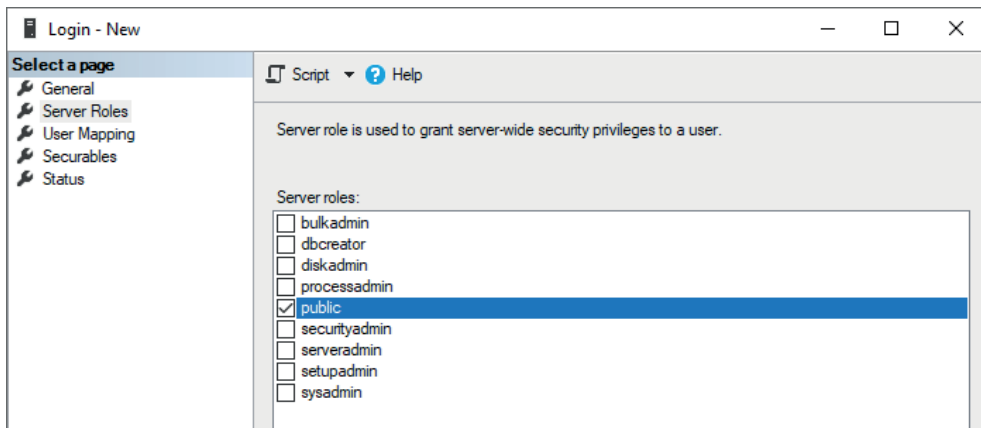 Login - New
Select a page
General
Server Roles
User Mapping
Securables
Status
Script
Help
Server role is used to grant server-wide security privileges to a user.
Server roles:
bulkadmin
dbcreator
diskadmin
processadmin
public
securityadmin
serveradmin
setupadmin
sysadmin